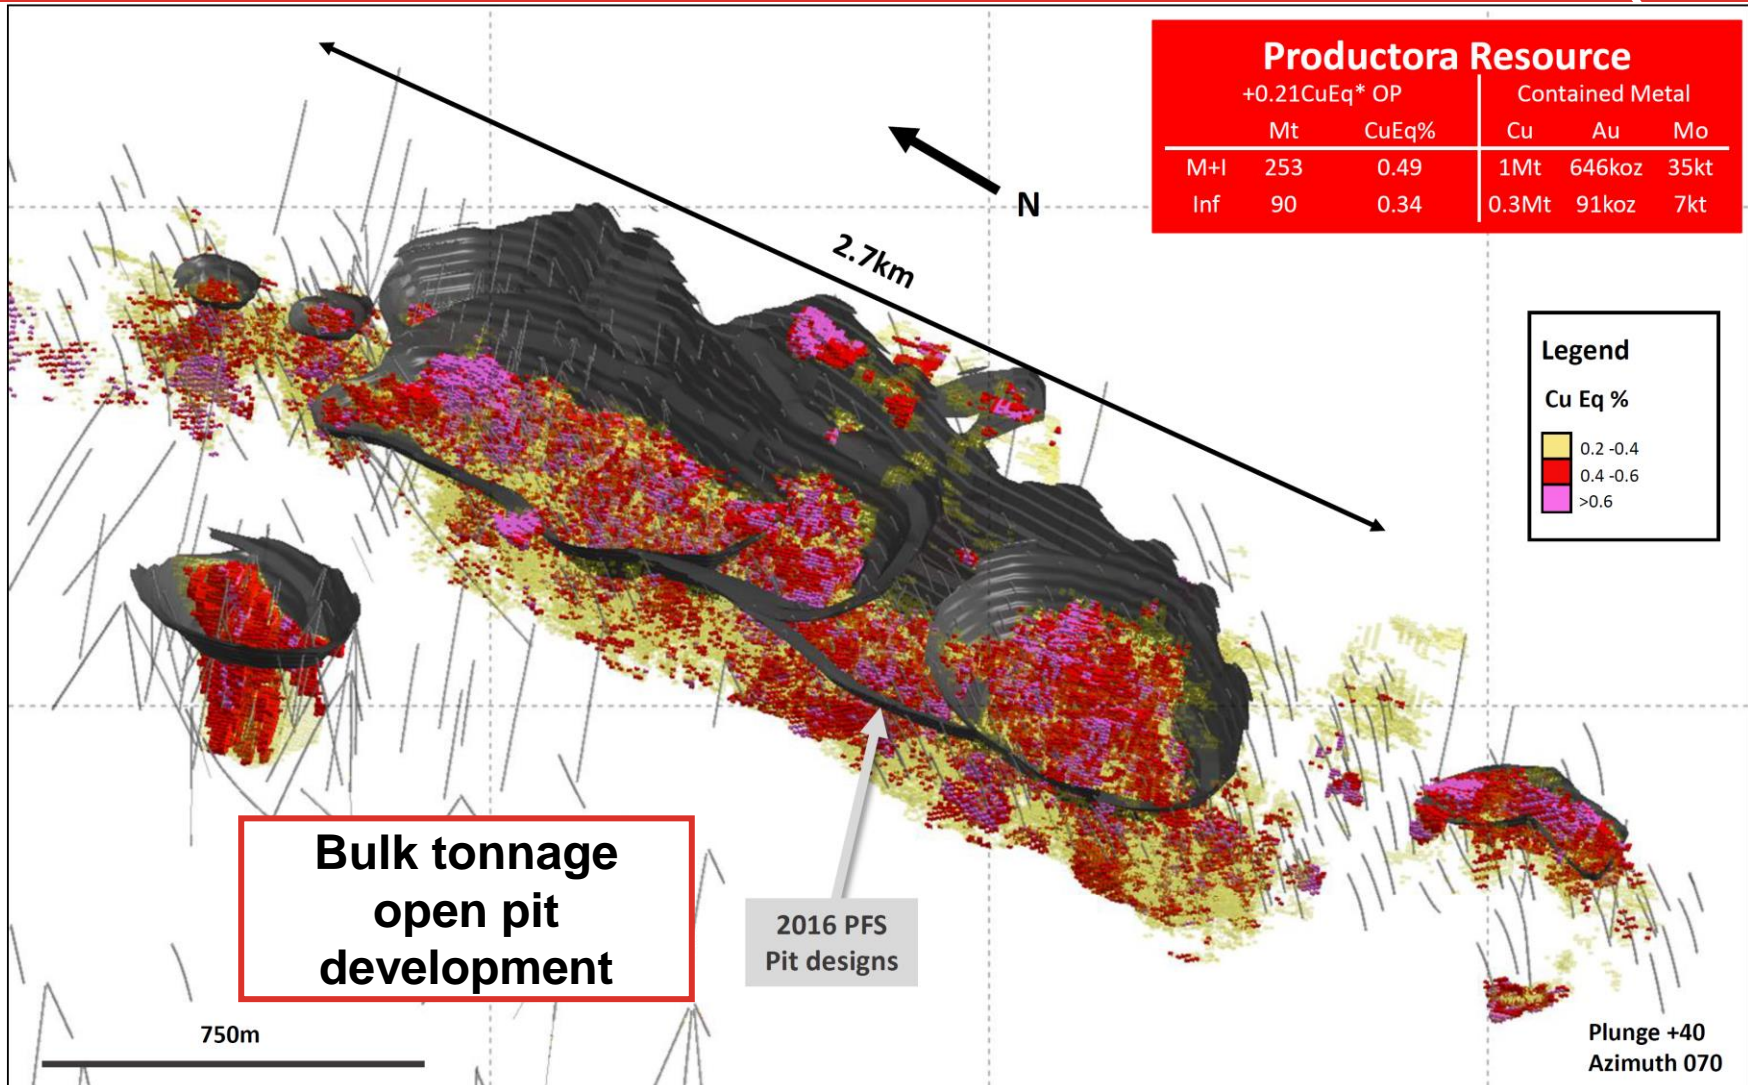 Productora Resource
+0.21CuEq* OP Contained Metal
Mt CuEq% Cu Au Mo
M+I 253 0.49 1Mt 646koz 35kt
Inf 90 0.34 0.3Mt 91koz 7kt
N
2.7km
Legend
Cu Eq %
0.2 -0.4
0.4 -0.6
>0.6
Bulk tonnage
open pit
development
2016 PFS
Pit designs
750m
Plunge +40
Azimuth 070